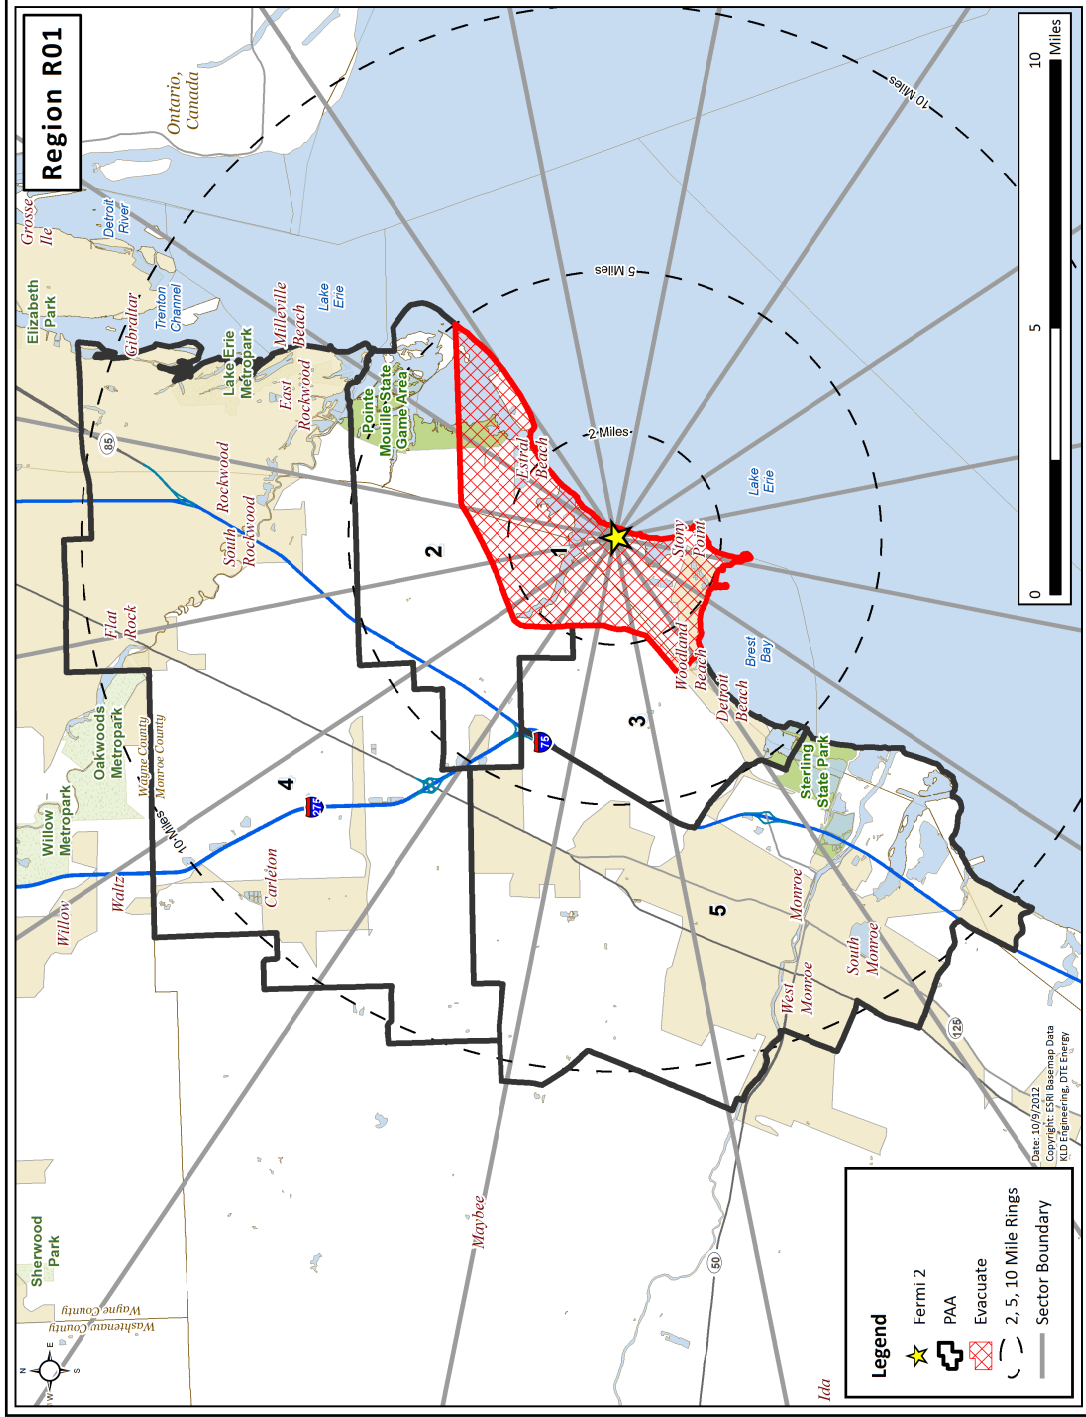 Region R01
Ontario,
Canada
Grosse
Ile
Detroit
River
Elizabeth
Park
Gibraltar
Trenton
Channel
Lake Erie
Metropark
Milleville
Beach
Lake
Erie
East
Rockwood
Pointe
Mouille State
Game Area
85
Rockwood
South
Rockwood
Flat
Rock
Oakwoods
Metropark
Wayne County
Monroe County
Willow
Metropark
10 Miles
10 Miles
5 Miles
2 Miles
Willow
Waltz
Carleton
275
75
1
2
3
4
5
Estral
Beach
Stony
Point
Lake
Erie
Woodland
Beach
Brest
Bay
Detroit
Beach
Sterling
State Park
Monroe
South
Monroe
West
Monroe
125
50
Maybee
Ida
Sherwood
Park
Washtenaw County
Wayne County
N
E
S
W
0
5
10
Miles
Date: 10/9/2012
Copyright: ESRI Basemap Data
KLD Engineering, DTE Energy
Legend
Fermi 2
PAA
Evacuate
2, 5, 10 Mile Rings
Sector Boundary